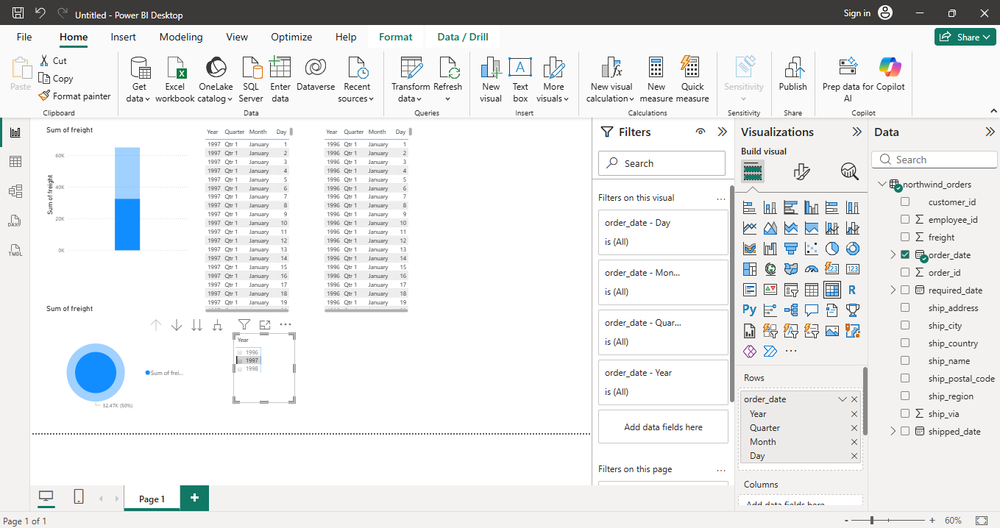 Untitled - Power BI Desktop
Sign in
File
Home
Insert
Modeling
View
Optimize
Help
Format
Data / Drill
Share
Paste
Cut
Copy
Format painter
Clipboard
Get data
Excel workbook
OneLake catalog
SQL Server
Enter data
Dataverse
Recent sources
Data
Transform data
Refresh
Queries
New visual
Text box
More visuals
Insert
New visual calculation
New measure
Quick measure
Calculations
Sensitivity
Sensitivity
Publish
Share
Prep data for AI
Copilot
Copilot
DAX
TMDL
Sum of freight
Sum of freight
60K
40K
20K
0K
Year Quarter Month Day
1997 Qtr 1 January 1
1997 Qtr 1 January 2
1997 Qtr 1 January 3
1997 Qtr 1 January 4
1997 Qtr 1 January 5
1997 Qtr 1 January 6
1997 Qtr 1 January 7
1997 Qtr 1 January 8
1997 Qtr 1 January 9
1997 Qtr 1 January 10
1997 Qtr 1 January 11
1997 Qtr 1 January 12
1997 Qtr 1 January 13
1997 Qtr 1 January 14
1997 Qtr 1 January 15
1997 Qtr 1 January 16
1997 Qtr 1 January 17
1997 Qtr 1 January 18
1997 Qtr 1 January 19
Year Quarter Month Day
1996 Qtr 1 January 1
1996 Qtr 1 January 2
1996 Qtr 1 January 3
1996 Qtr 1 January 4
1996 Qtr 1 January 5
1996 Qtr 1 January 6
1996 Qtr 1 January 7
1996 Qtr 1 January 8
1996 Qtr 1 January 9
1996 Qtr 1 January 10
1996 Qtr 1 January 11
1996 Qtr 1 January 12
1996 Qtr 1 January 13
1996 Qtr 1 January 14
1996 Qtr 1 January 15
1996 Qtr 1 January 16
1996 Qtr 1 January 17
1996 Qtr 1 January 18
1996 Qtr 1 January 19
Sum of freight
Sum of frei...
32.47K (50%)
Year
1996
1997
1998
Filters
Search
Filters on this visual
order_date - Day
is (All)
order_date - Mon...
is (All)
order_date - Quar...
is (All)
order_date - Year
is (All)
Add data fields here
Filters on this page
Visualizations
Build visual
123
123
R
Py
Rows
order_date
Year
Quarter
Month
Day
Columns
Add data fields here
Data
Search
northwind_orders
customer_id
employee_id
freight
order_date
order_id
required_date
ship_address
ship_city
ship_country
ship_name
ship_postal_code
ship_region
ship_via
shipped_date
Page 1
Page 1 of 1
60%